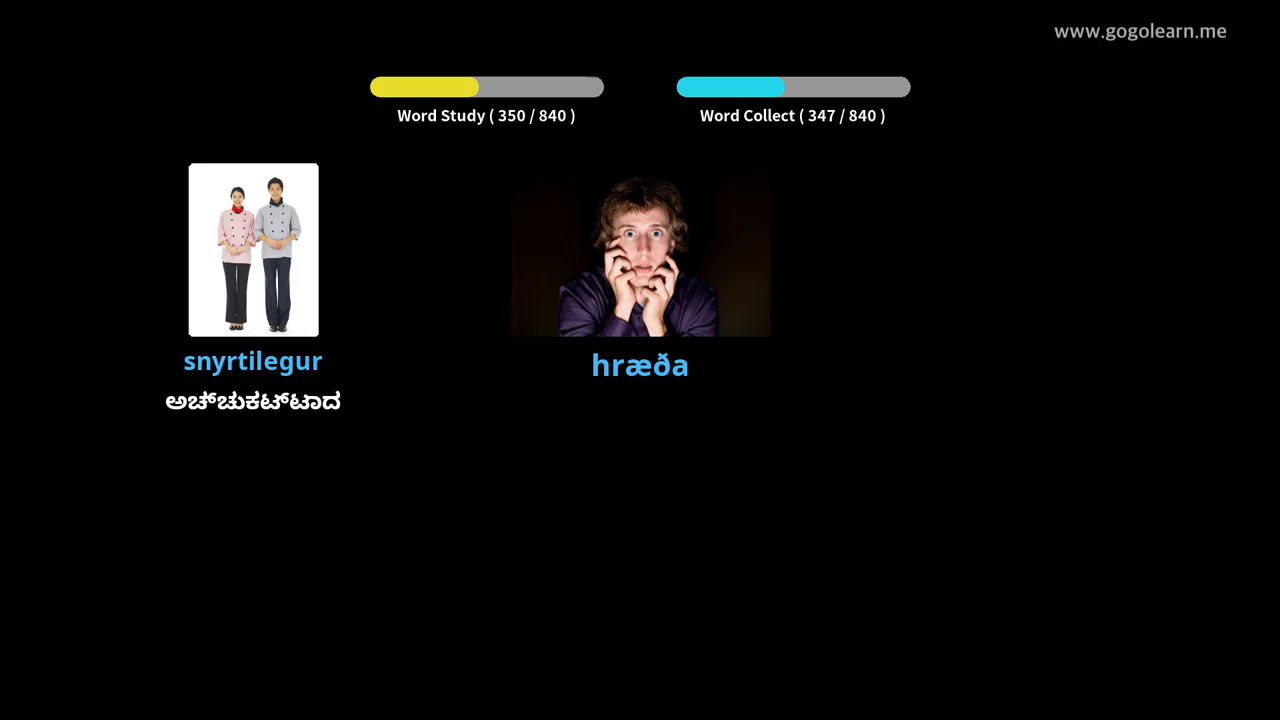 www.gogolearn.me
Word Study ( 350 / 840 )
Word Collect ( 347 / 840 )
snyrtilegur
hræða
ಅಚ್‌ಚುಕಟ್‌ಟಾದ